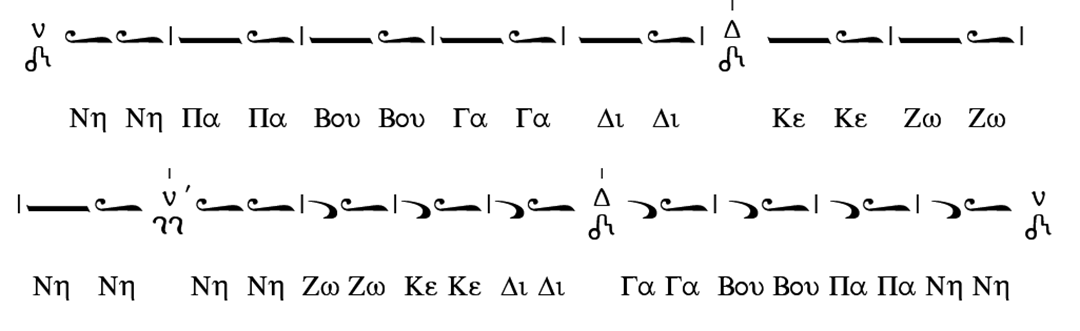 ν Δ
Νη Νη Πα Πα Βου Βου Γα Γα Δι Δι Κε Κε Ζω Ζω
ν΄ Δ ν
Νη Νη Νη Νη Ζω Ζω Κε Κε Δι Δι Γα Γα Βου Βου Πα Πα Νη Νη